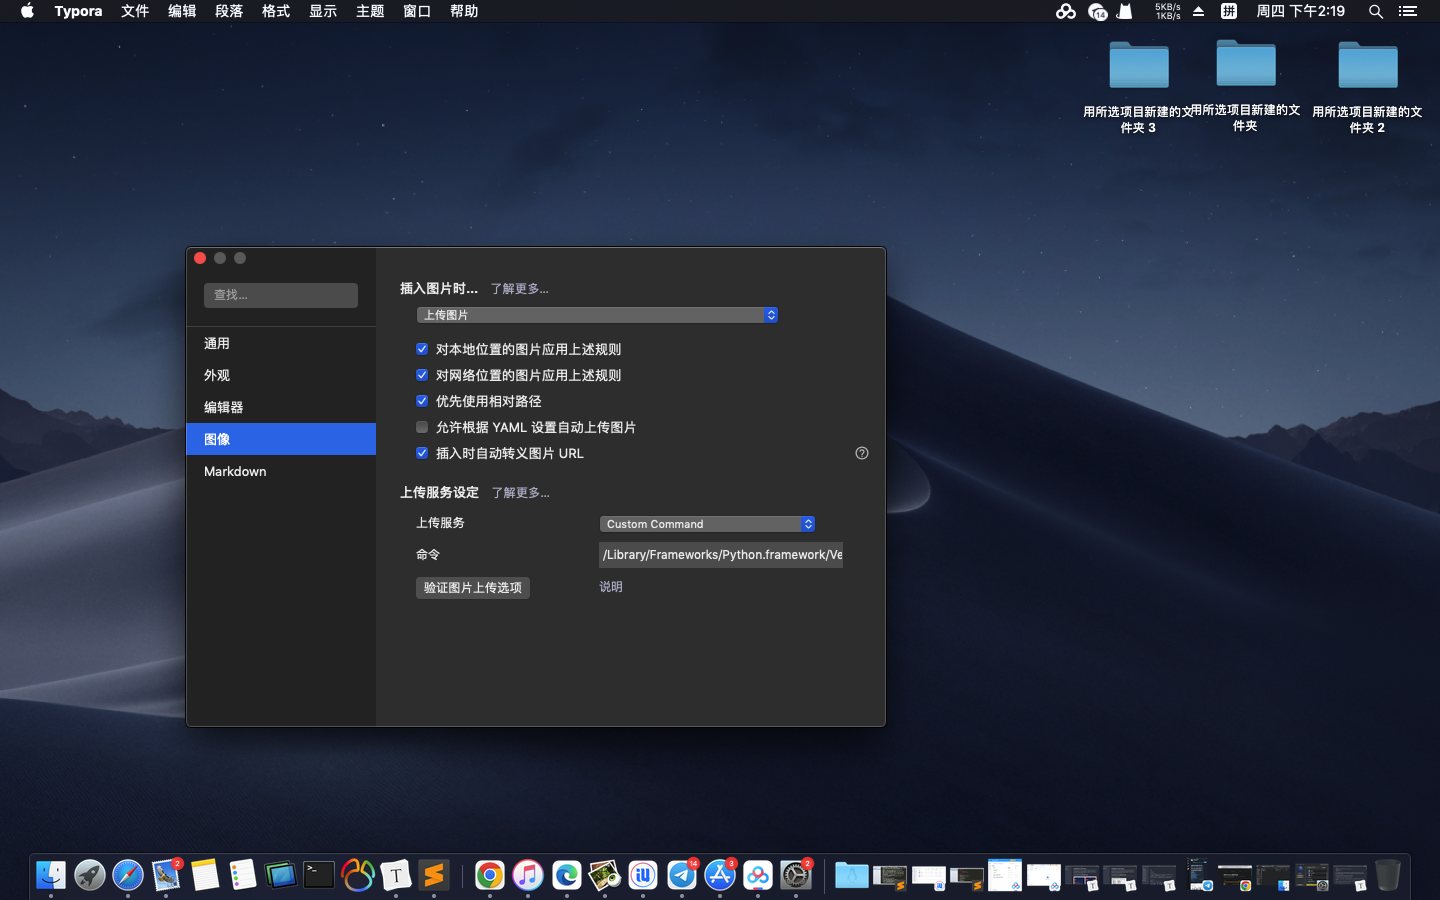 Typora 文件 编辑 段落 格式 显示 主题 窗口 帮助
14
5KB/s
1KB/s
拼
周四 下午2:19
用所选项目新建的文
件夹 3
用所选项目新建的文
件夹
用所选项目新建的文
件夹 2
查找...
通用
外观
编辑器
图像
Markdown
插入图片时... 了解更多...
上传图片
对本地位置的图片应用上述规则
对网络位置的图片应用上述规则
优先使用相对路径
允许根据 YAML 设置自动上传图片
插入时自动转义图片 URL
?
上传服务设定 了解更多...
上传服务 Custom Command
命令 /Library/Frameworks/Python.framework/Ve
验证图片上传选项 说明
2
T
14
3
2